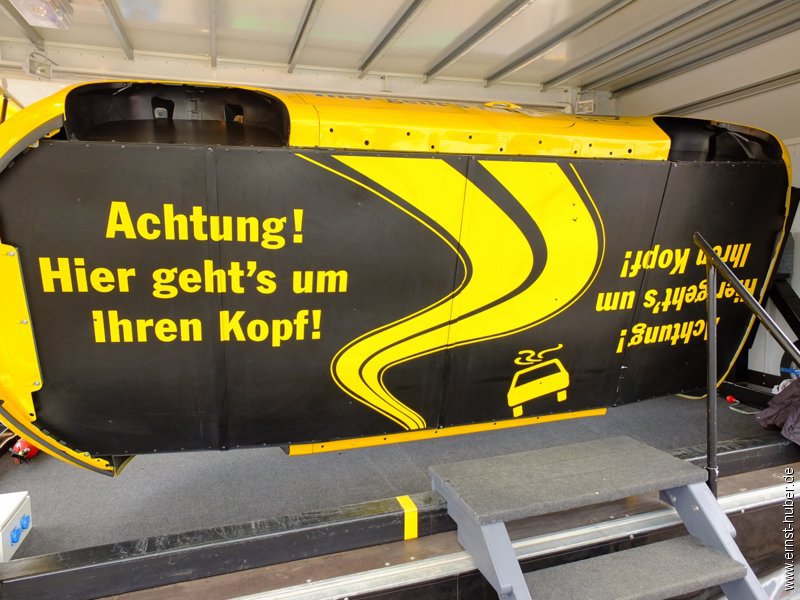 Achtung!
Hier geht's um
Ihren Kopf!
Achtung!
Hier geht's um
Ihren Kopf!
www.ernst-huber.de